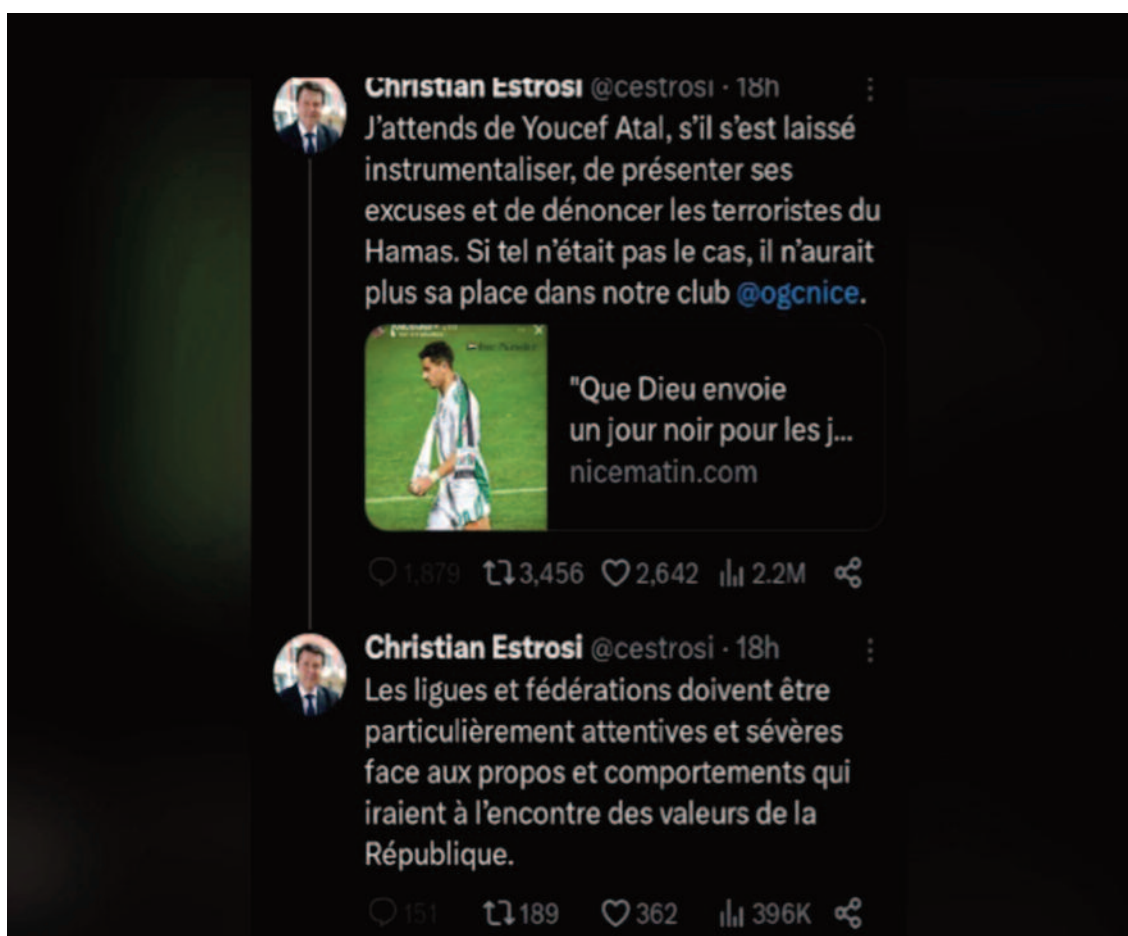 Christian Estrosi @cestrosi · 18h
J'attends de Youcef Atal, s'il s'est laissé
instrumentaliser, de présenter ses
excuses et de dénoncer les terroristes du
Hamas. Si tel n'était pas le cas, il n'aurait
plus sa place dans notre club @ogcnice.
"Que Dieu envoie
un jour noir pour les j...
nicematin.com
1,879 3,456 2,642 2.2M
Christian Estrosi @cestrosi · 18h
Les ligues et fédérations doivent être
particulièrement attentives et sévères
face aux propos et comportements qui
iraient à l'encontre des valeurs de la
République.
151 189 362 396K